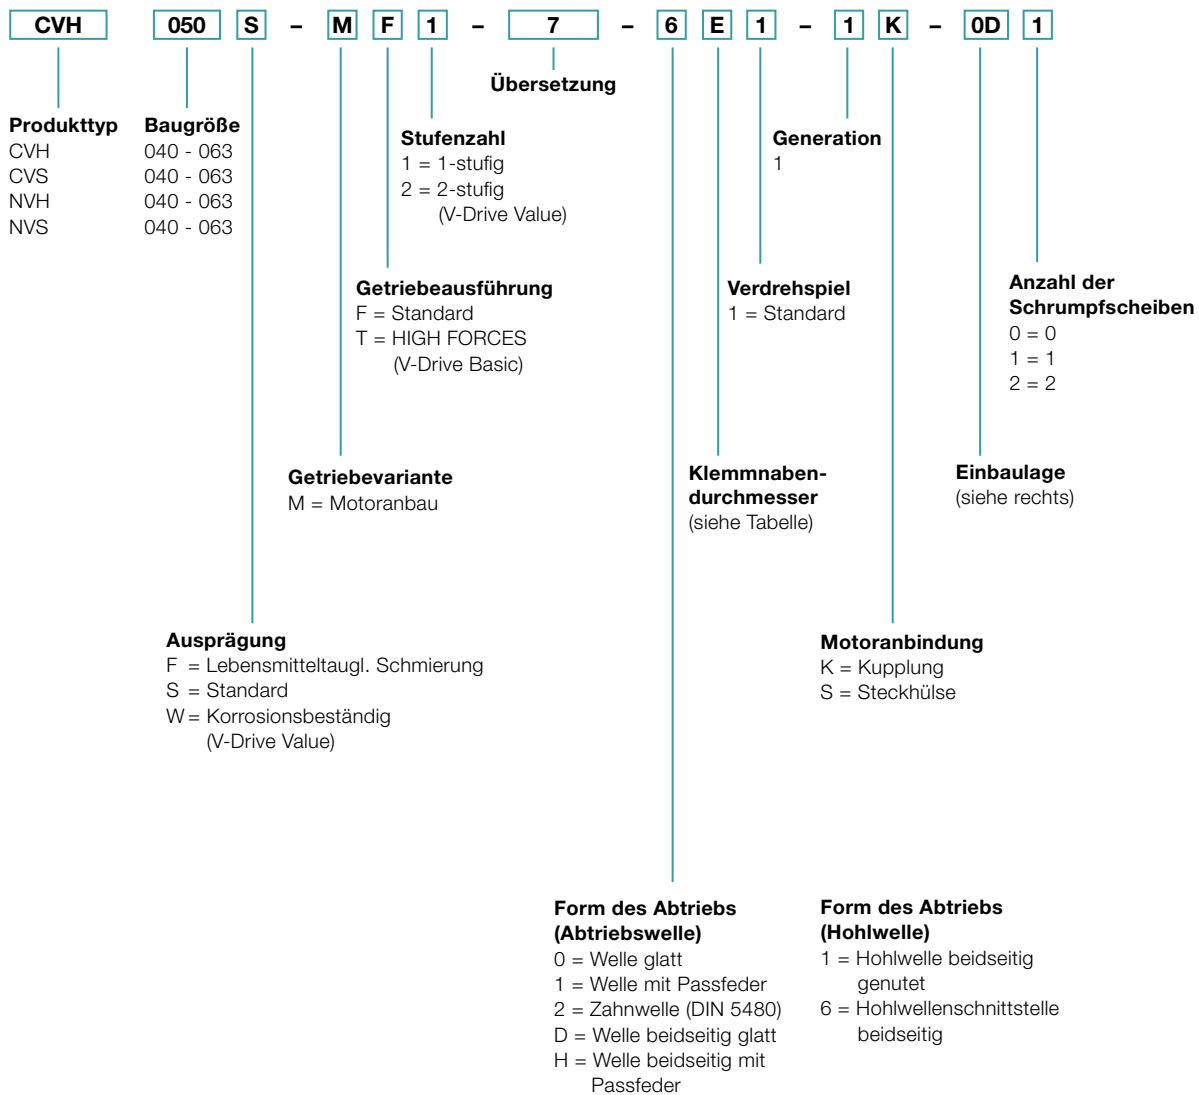 CVH 050 S – M F 1 – 7 – 6 E 1 – 1 K – 0D 1
Übersetzung
Produkttyp
CVH
CVS
NVH
NVS
Baugröße
040 - 063
040 - 063
040 - 063
040 - 063
Stufenzahl
1 = 1-stufig
2 = 2-stufig
(V-Drive Value)
Generation
1
Getriebeausführung
F = Standard
T = HIGH FORCES
(V-Drive Basic)
Verdrehspiel
1 = Standard
Anzahl der
Schrumpfscheiben
0 = 0
1 = 1
2 = 2
Getriebevariante
M = Motoranbau
Klemmnaben-
durchmesser
(siehe Tabelle)
Einbaulage
(siehe rechts)
Ausprägung
F = Lebensmitteltaugl. Schmierung
S = Standard
W = Korrosionsbeständig
(V-Drive Value)
Motoranbindung
K = Kupplung
S = Steckhülse
Form des Abtriebs
(Abtriebswelle)
0 = Welle glatt
1 = Welle mit Passfeder
2 = Zahnwelle (DIN 5480)
D = Welle beidseitig glatt
H = Welle beidseitig mit
Passfeder
Form des Abtriebs
(Hohlwelle)
1 = Hohlwelle beidseitig
genutet
6 = Hohlwellenschnittstelle
beidseitig